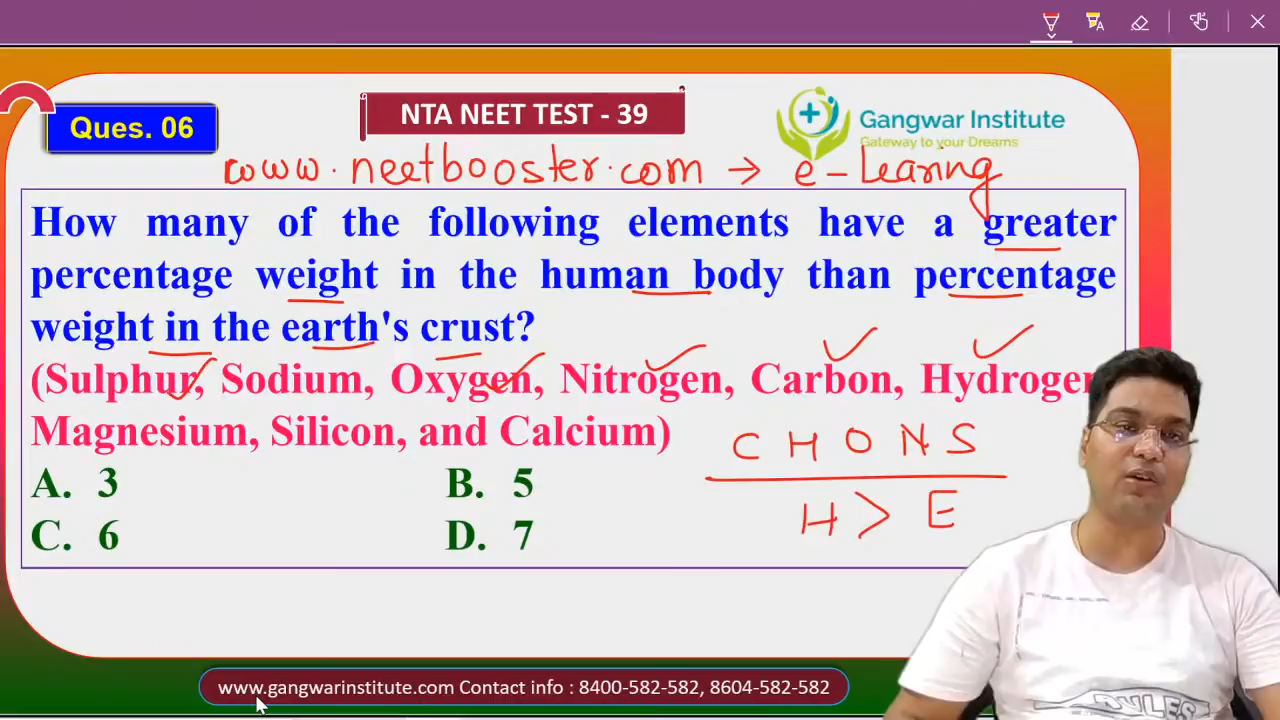 Ques. 06
NTA NEET TEST - 39
Gangwar Institute
Gateway to your Dreams
www.neetbooster.com → e-Learing
How many of the following elements have a greater
percentage weight in the human body than percentage
weight in the earth's crust?
(Sulphur, Sodium, Oxygen, Nitrogen, Carbon, Hydrogen
Magnesium, Silicon, and Calcium)
C H O N S
A. 3 B. 5
H > E
C. 6 D. 7
www.gangwarinstitute.com Contact info : 8400-582-582, 8604-582-582